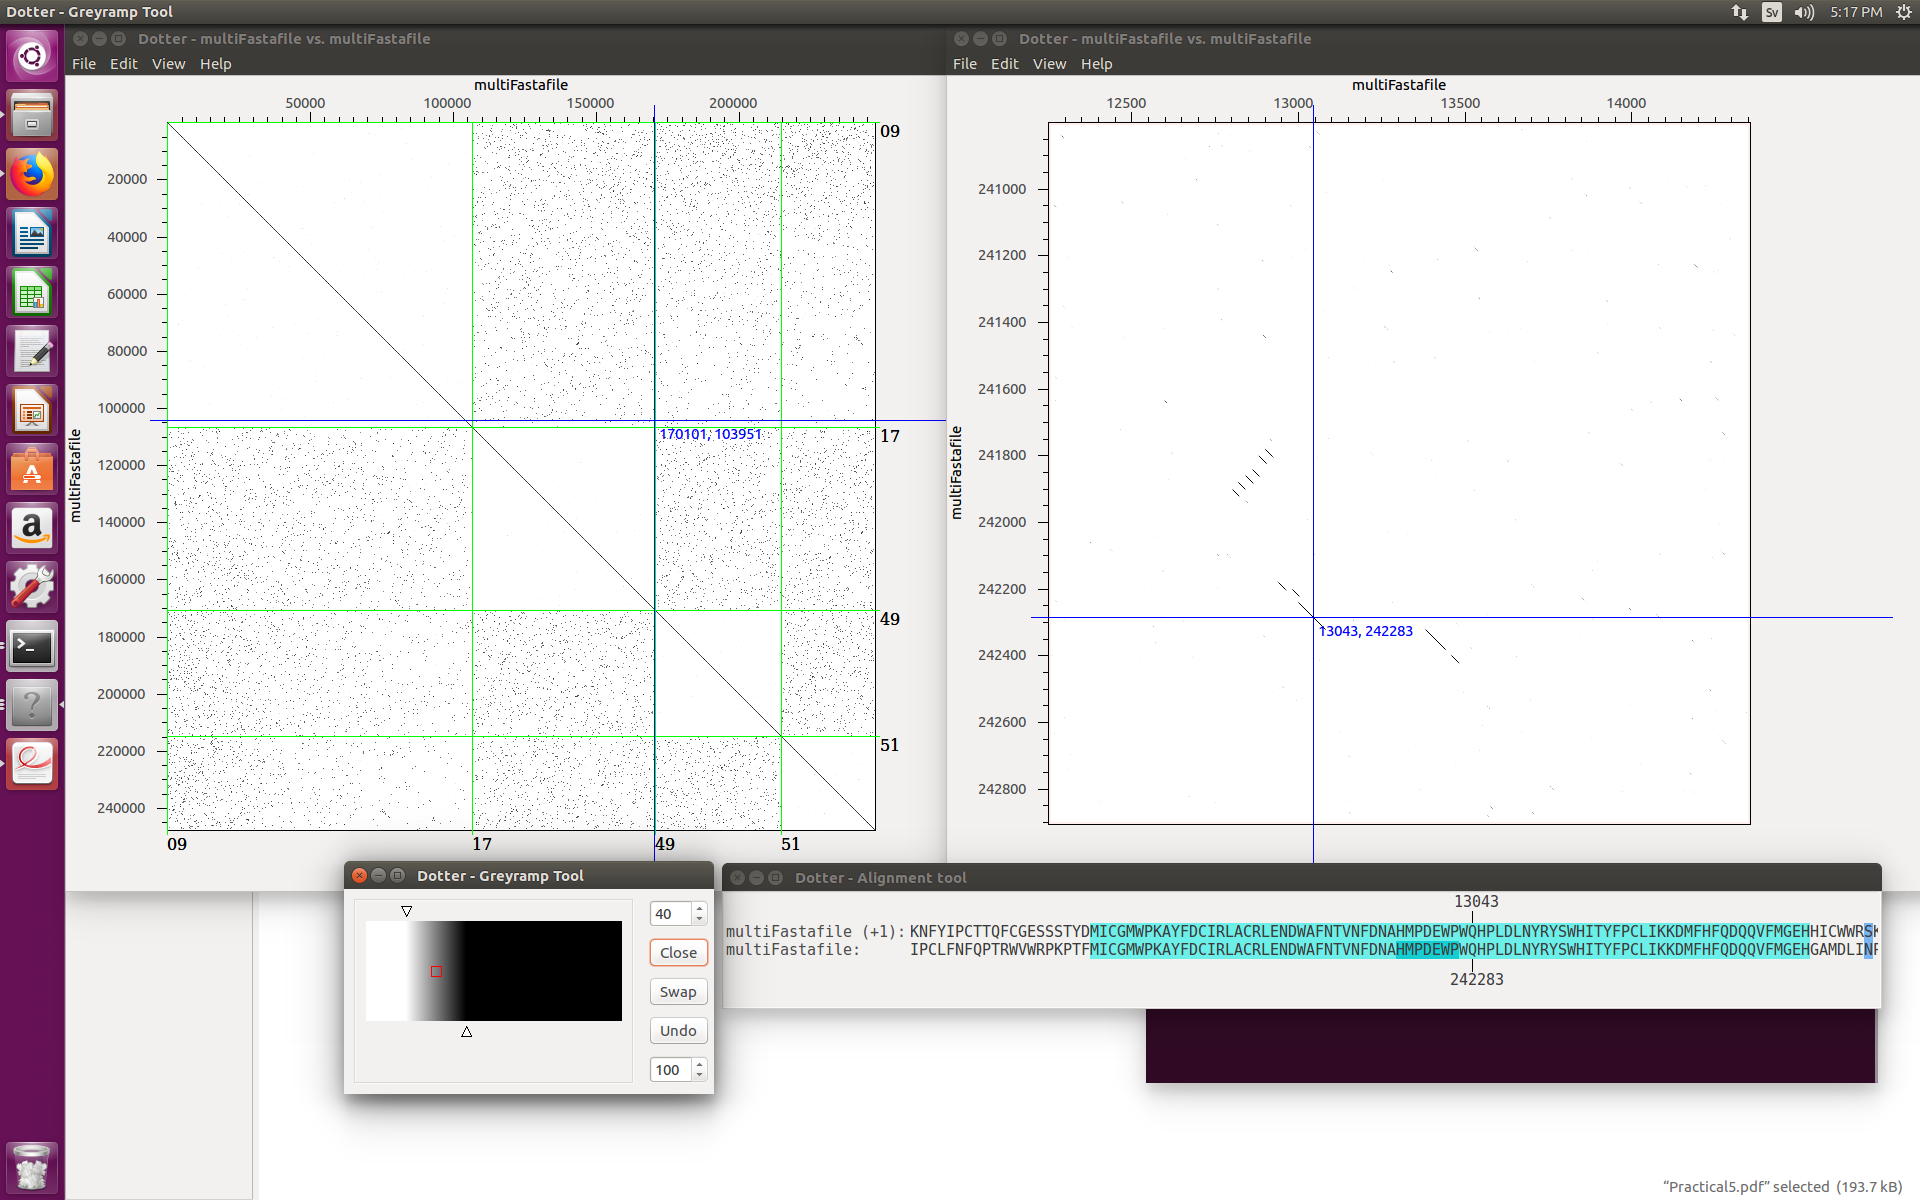 Dotter - Greyramp Tool
Sv
5:17 PM
Dotter - multiFastafile vs. multiFastafile
File Edit View Help
multiFastafile
50000 100000 150000 200000
09
20000
40000
60000
80000
100000
170101, 103951
17
120000
multiFastafile
140000
160000
49
180000
200000
51
220000
240000
09 17 49 51
Dotter - multiFastafile vs. multiFastafile
File Edit View Help
multiFastafile
12500 13000 13500 14000
241000
241200
241400
241600
241800
multiFastafile
242000
242200
13043, 242283
242400
242600
242800
Dotter - Greyramp Tool
40
Close
Swap
Undo
100
Dotter - Alignment tool
13043
multiFastafile (+1): KNFYIPCTTQFCGESSSTYDMICGMWPKAYFDCIRLACRLENDWAFNTVNFDNAHMPDEWPWQHPLDLNYRYSWHITYFPCLIKKDMFHFQDQQVFMGEHHICWWRSK
multiFastafile: IPCLFNFQPTRWVWRPKPTFMICGMWPKAYFDCIRLACRLENDWAFNTVNFDNAHMPDEWPWQHPLDLNYRYSWHITYFPCLIKKDMFHFQDQQVFMGEHGAMDLIN
242283
“Practical5.pdf” selected (193.7 kB)